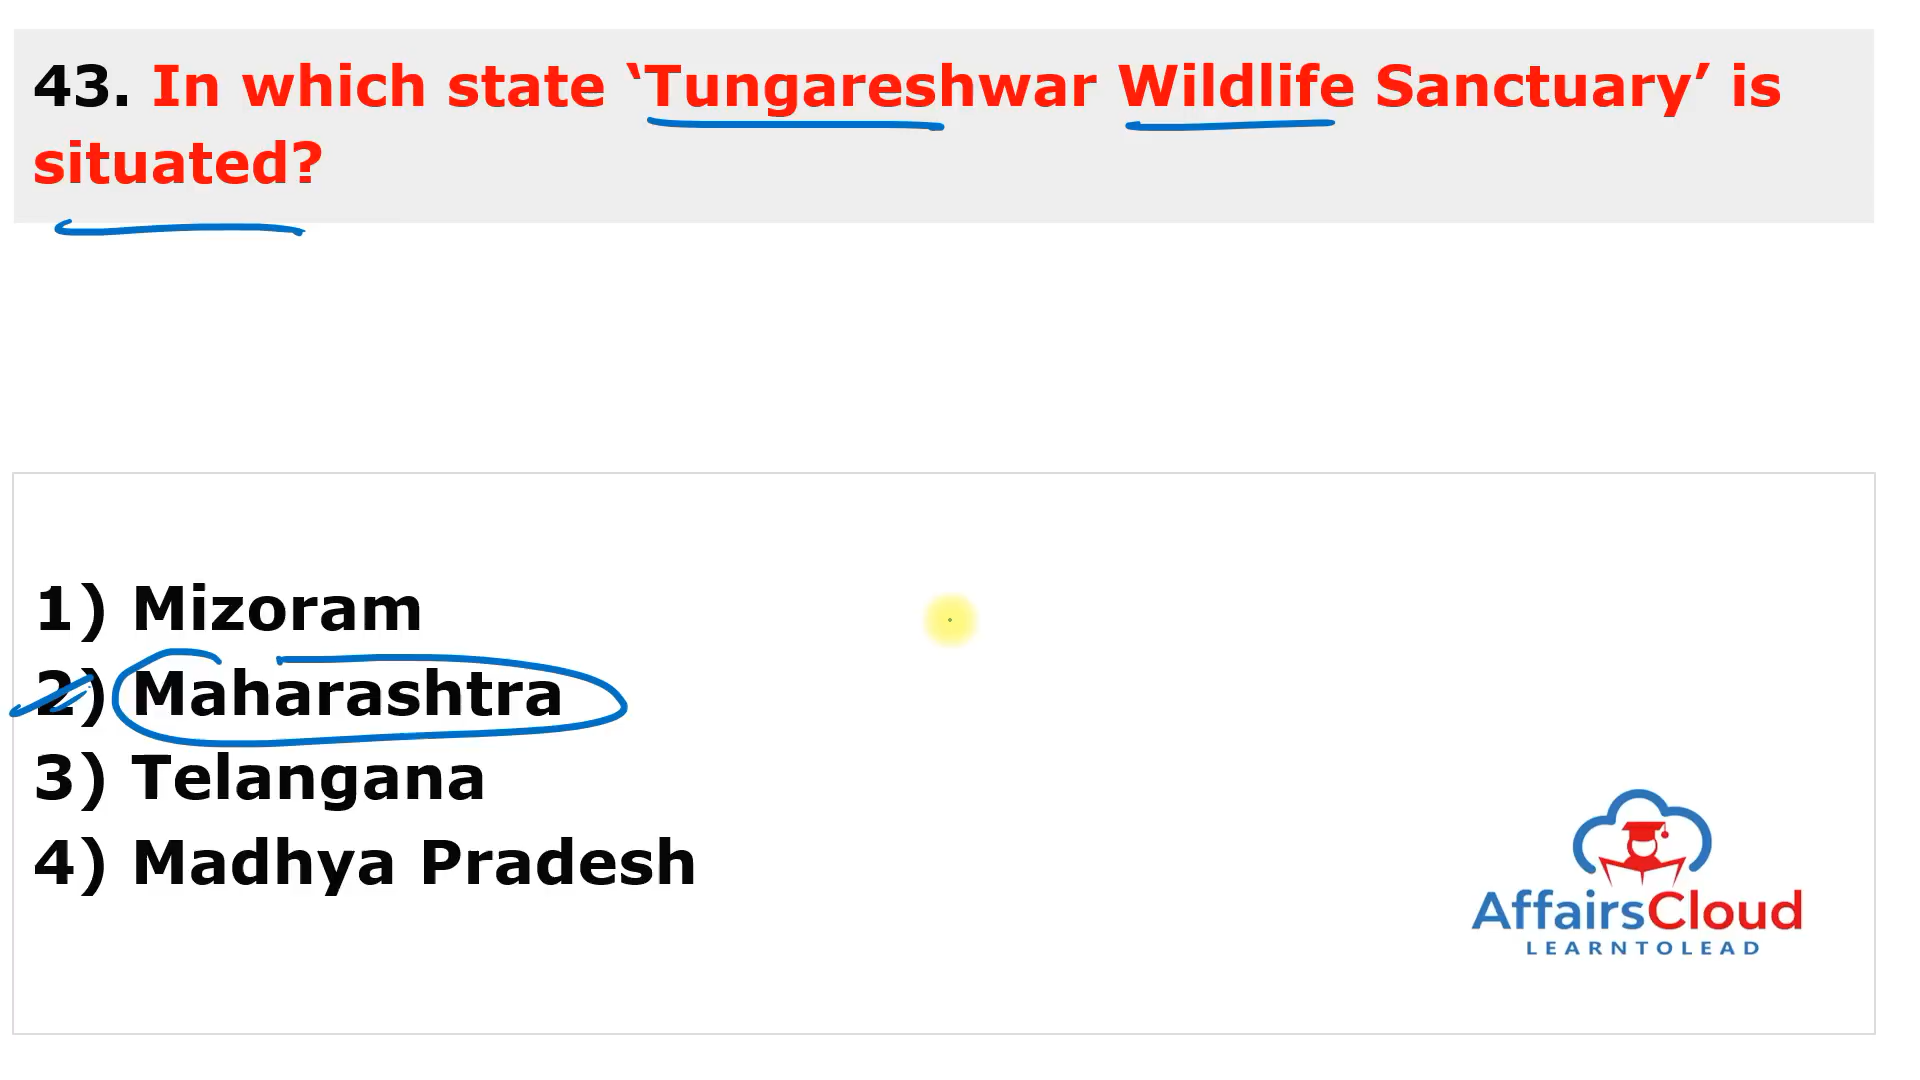 43. In which state ‘Tungareshwar Wildlife Sanctuary’ is
situated?
1) Mizoram
2) Maharashtra
3) Telangana
4) Madhya Pradesh
AffairsCloud
LEARNTOLEAD